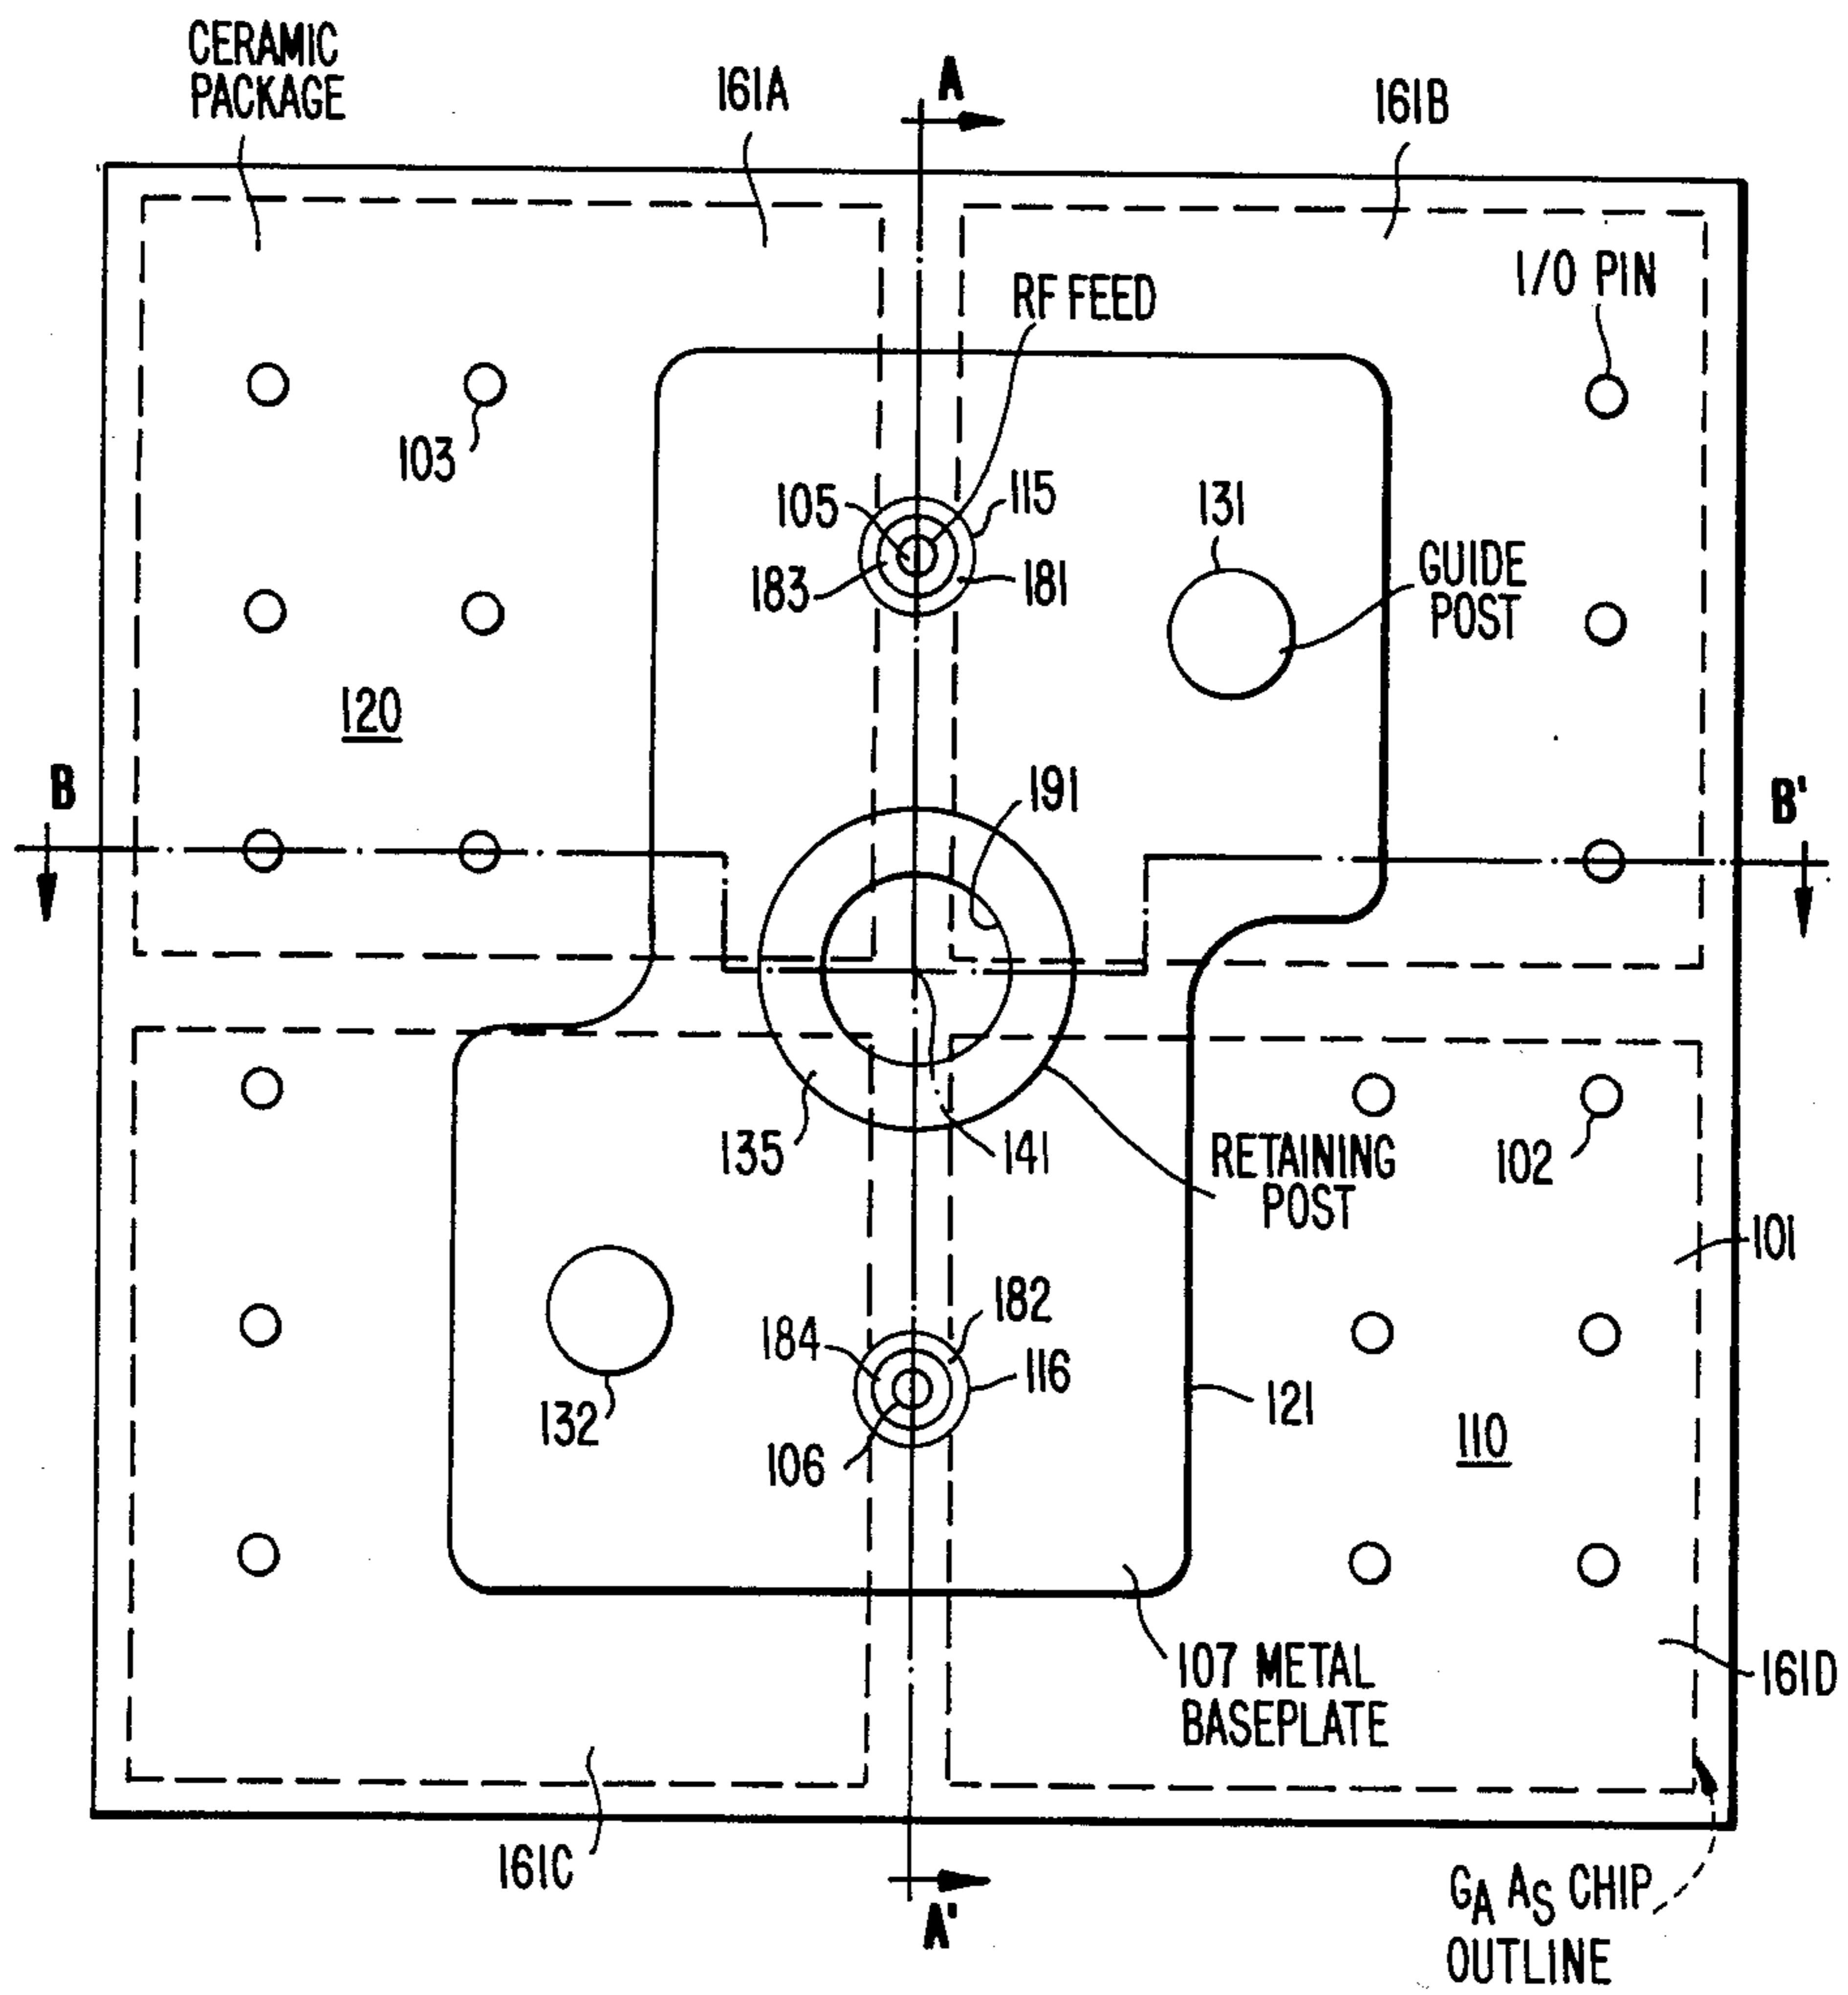 CERAMIC
PACKAGE
161A
A
161B
I/O PIN
RF FEED
103
105
115
131
183
181
GUIDE
POST
120
B
191
B'
135
141
RETAINING
POST
102
101
184
182
116
132
106
121
110
107 METAL
BASEPLATE
161D
161C
A'
GA AS CHIP
OUTLINE